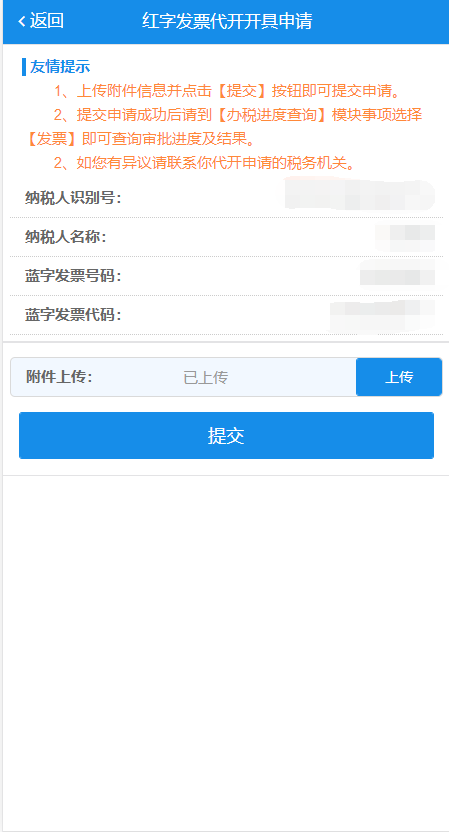 返回
红字发票代开开具申请
友情提示
1、上传附件信息并点击【提交】按钮即可提交申请。
2、提交申请成功后请到【办税进度查询】模块事项选择
【发票】即可查询审批进度及结果。
2、如您有异议请联系你代开申请的税务机关。
纳税人识别号：
纳税人名称：
蓝字发票号码：
蓝字发票代码：
附件上传：
已上传
上传
提交